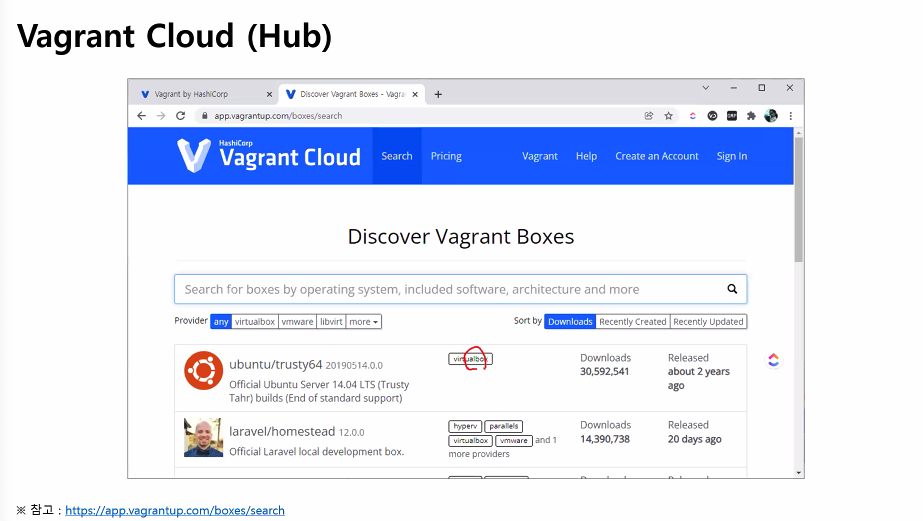 Vagrant Cloud (Hub)
Vagrant by HashiCorp
Discover Vagrant Boxes - Vagra
app.vagrantup.com/boxes/search
HashiCorp
Vagrant Cloud
Search
Pricing
Vagrant
Help
Create an Account
Sign In
Discover Vagrant Boxes
Search for boxes by operating system, included software, architecture and more
Provider any virtualbox vmware libvirt more
Sort by Downloads Recently Created Recently Updated
ubuntu/trusty64 20190514.0.0
Official Ubuntu Server 14.04 LTS (Trusty
Tahr) builds (End of standard support)
virtualbox
Downloads
30,592,541
Released
about 2 years
ago
laravel/homestead 12.0.0
Official Laravel local development box.
hyperv parallels
virtualbox vmware and 1
more providers
Downloads
14,390,738
Released
20 days ago
※ 참고 : https://app.vagrantup.com/boxes/search